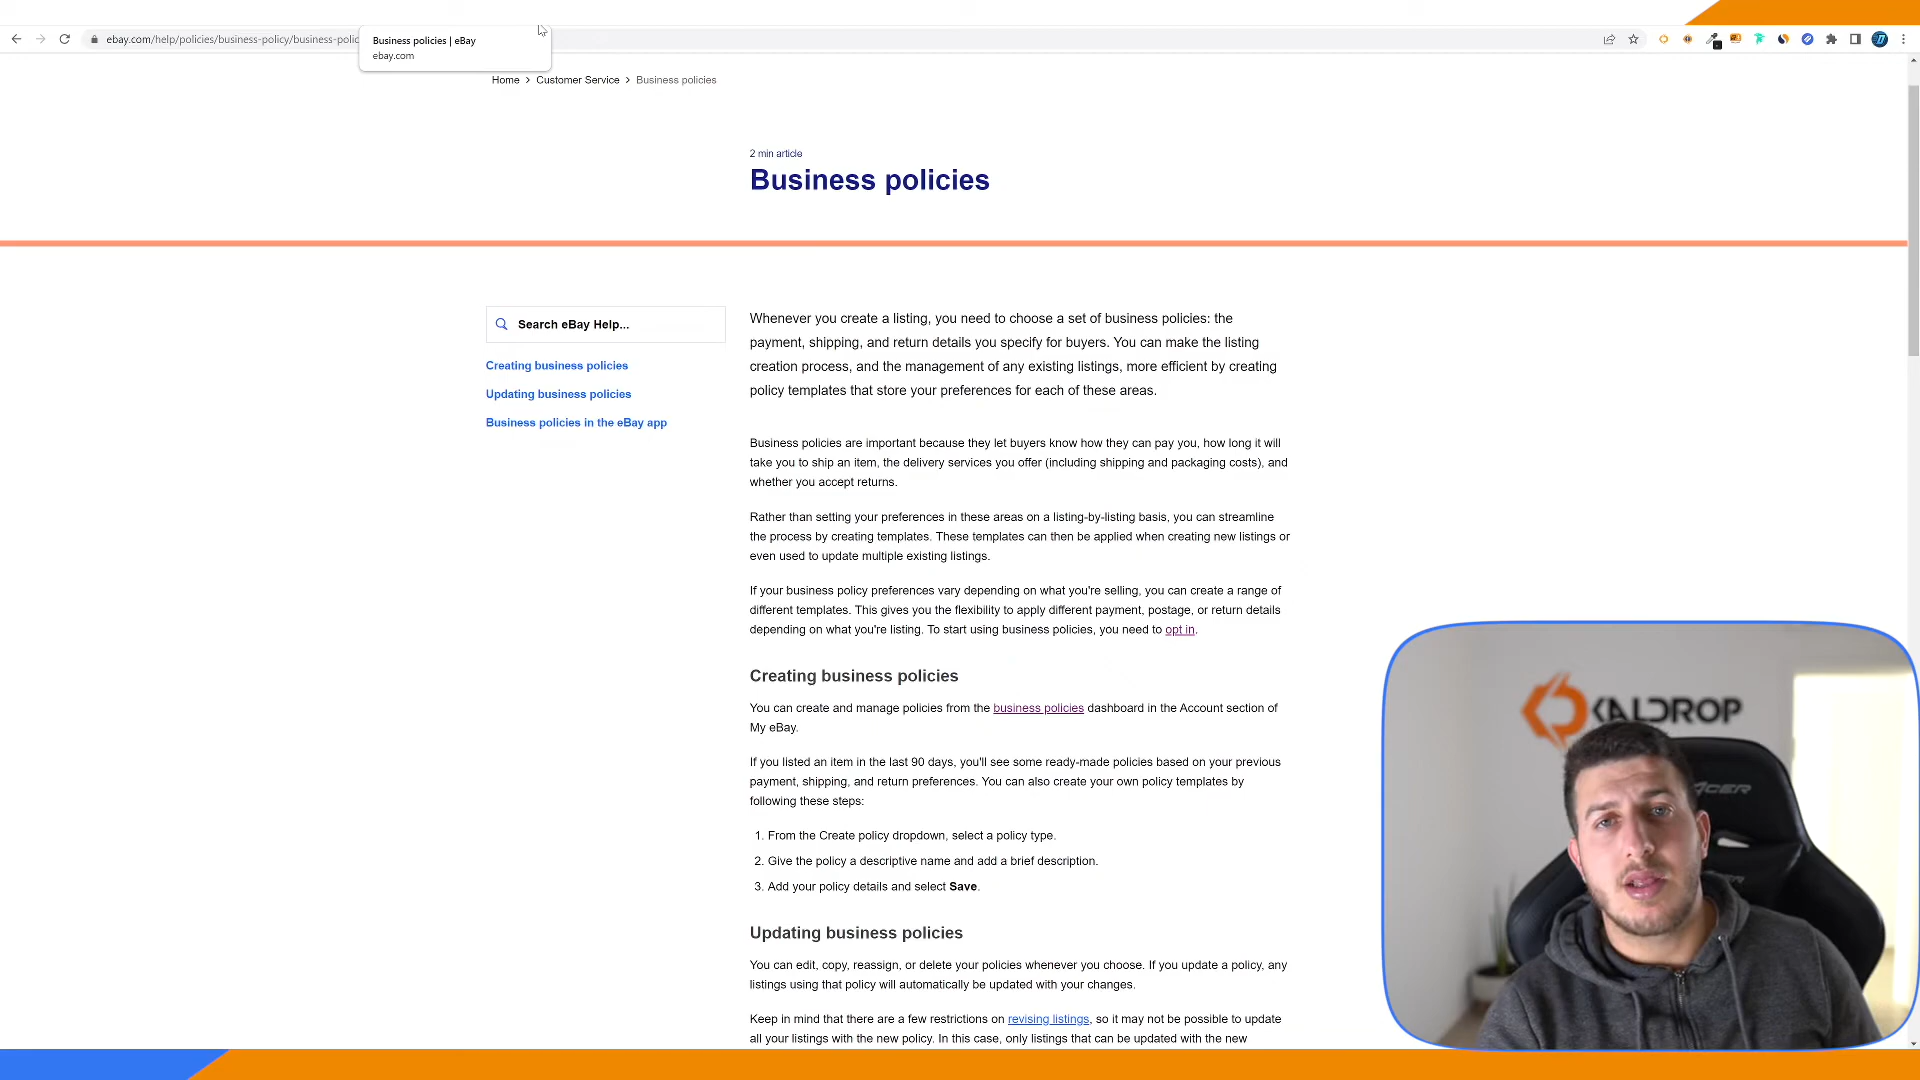 ebay.com/help/policies/business-policy/business-polic
Business policies | eBay
ebay.com
Home > Customer Service > Business policies
2 min article
Business policies
Search eBay Help...
Creating business policies
Updating business policies
Business policies in the eBay app
Whenever you create a listing, you need to choose a set of business policies: the
payment, shipping, and return details you specify for buyers. You can make the listing
creation process, and the management of any existing listings, more efficient by creating
policy templates that store your preferences for each of these areas.
Business policies are important because they let buyers know how they can pay you, how long it will
take you to ship an item, the delivery services you offer (including shipping and packaging costs), and
whether you accept returns.
Rather than setting your preferences in these areas on a listing-by-listing basis, you can streamline
the process by creating templates. These templates can then be applied when creating new listings or
even used to update multiple existing listings.
If your business policy preferences vary depending on what you're selling, you can create a range of
different templates. This gives you the flexibility to apply different payment, postage, or return details
depending on what you're listing. To start using business policies, you need to opt in.
Creating business policies
You can create and manage policies from the business policies dashboard in the Account section of
My eBay.
If you listed an item in the last 90 days, you'll see some ready-made policies based on your previous
payment, shipping, and return preferences. You can also create your own policy templates by
following these steps:
1. From the Create policy dropdown, select a policy type.
2. Give the policy a descriptive name and add a brief description.
3. Add your policy details and select Save.
Updating business policies
You can edit, copy, reassign, or delete your policies whenever you choose. If you update a policy, any
listings using that policy will automatically be updated with your changes.
Keep in mind that there are a few restrictions on revising listings, so it may not be possible to update
all your listings with the new policy. In this case, only listings that can be updated with the new
KALDROP